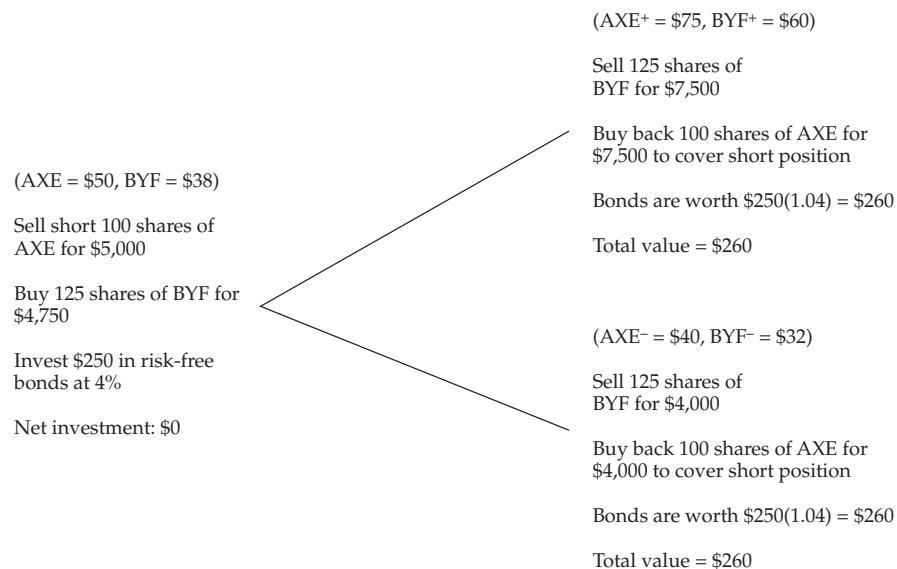 (AXE = $50, BYF = $38)
Sell short 100 shares of
AXE for $5,000
Buy 125 shares of BYF for
$4,750
Invest $250 in risk-free
bonds at 4%
Net investment: $0
(AXE⁺ = $75, BYF⁺ = $60)
Sell 125 shares of
BYF for $7,500
Buy back 100 shares of AXE for
$7,500 to cover short position
Bonds are worth $250(1.04) = $260
Total value = $260
(AXE⁻ = $40, BYF⁻ = $32)
Sell 125 shares of
BYF for $4,000
Buy back 100 shares of AXE for
$4,000 to cover short position
Bonds are worth $250(1.04) = $260
Total value = $260